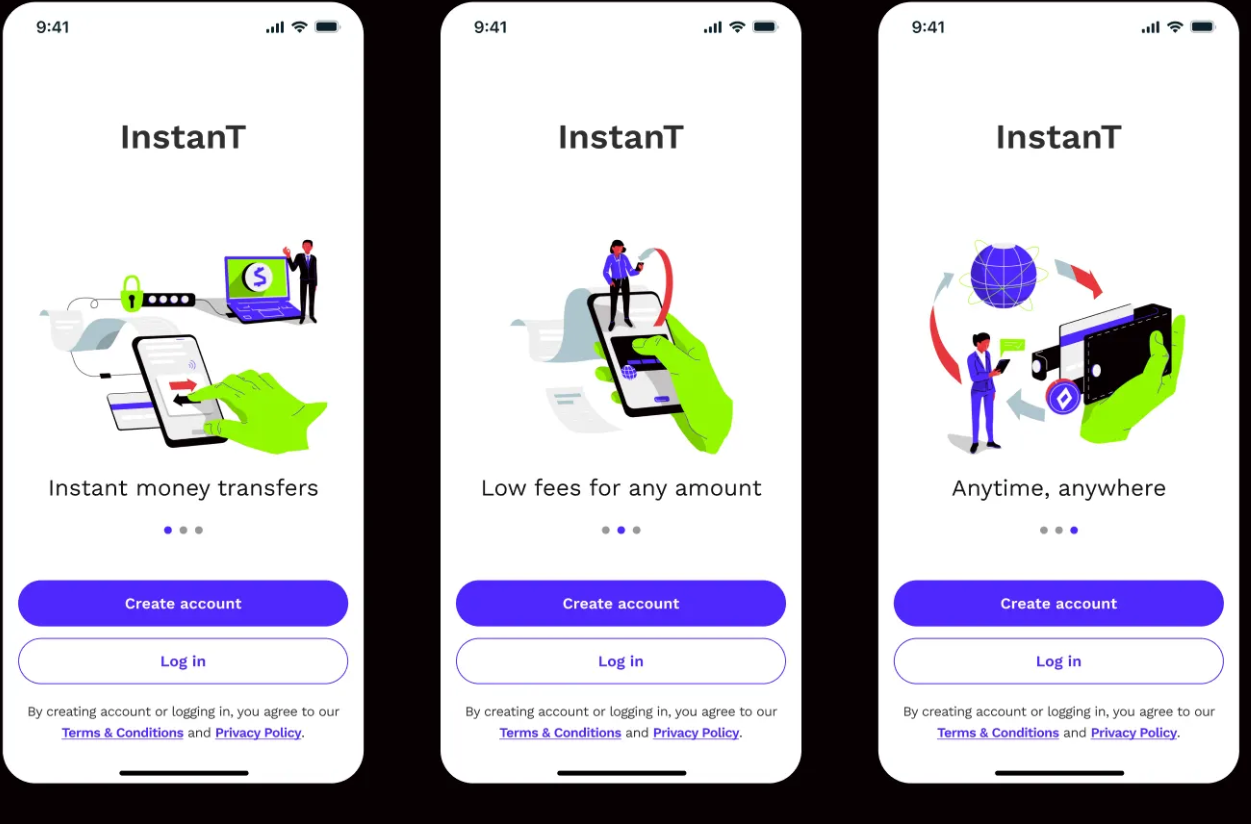 9:41
InstanT
$
Instant money transfers
Create account
Log in
By creating account or logging in, you agree to our
Terms & Conditions and Privacy Policy.
9:41
InstanT
Low fees for any amount
Create account
Log in
By creating account or logging in, you agree to our
Terms & Conditions and Privacy Policy.
9:41
InstanT
Anytime, anywhere
Create account
Log in
By creating account or logging in, you agree to our
Terms & Conditions and Privacy Policy.